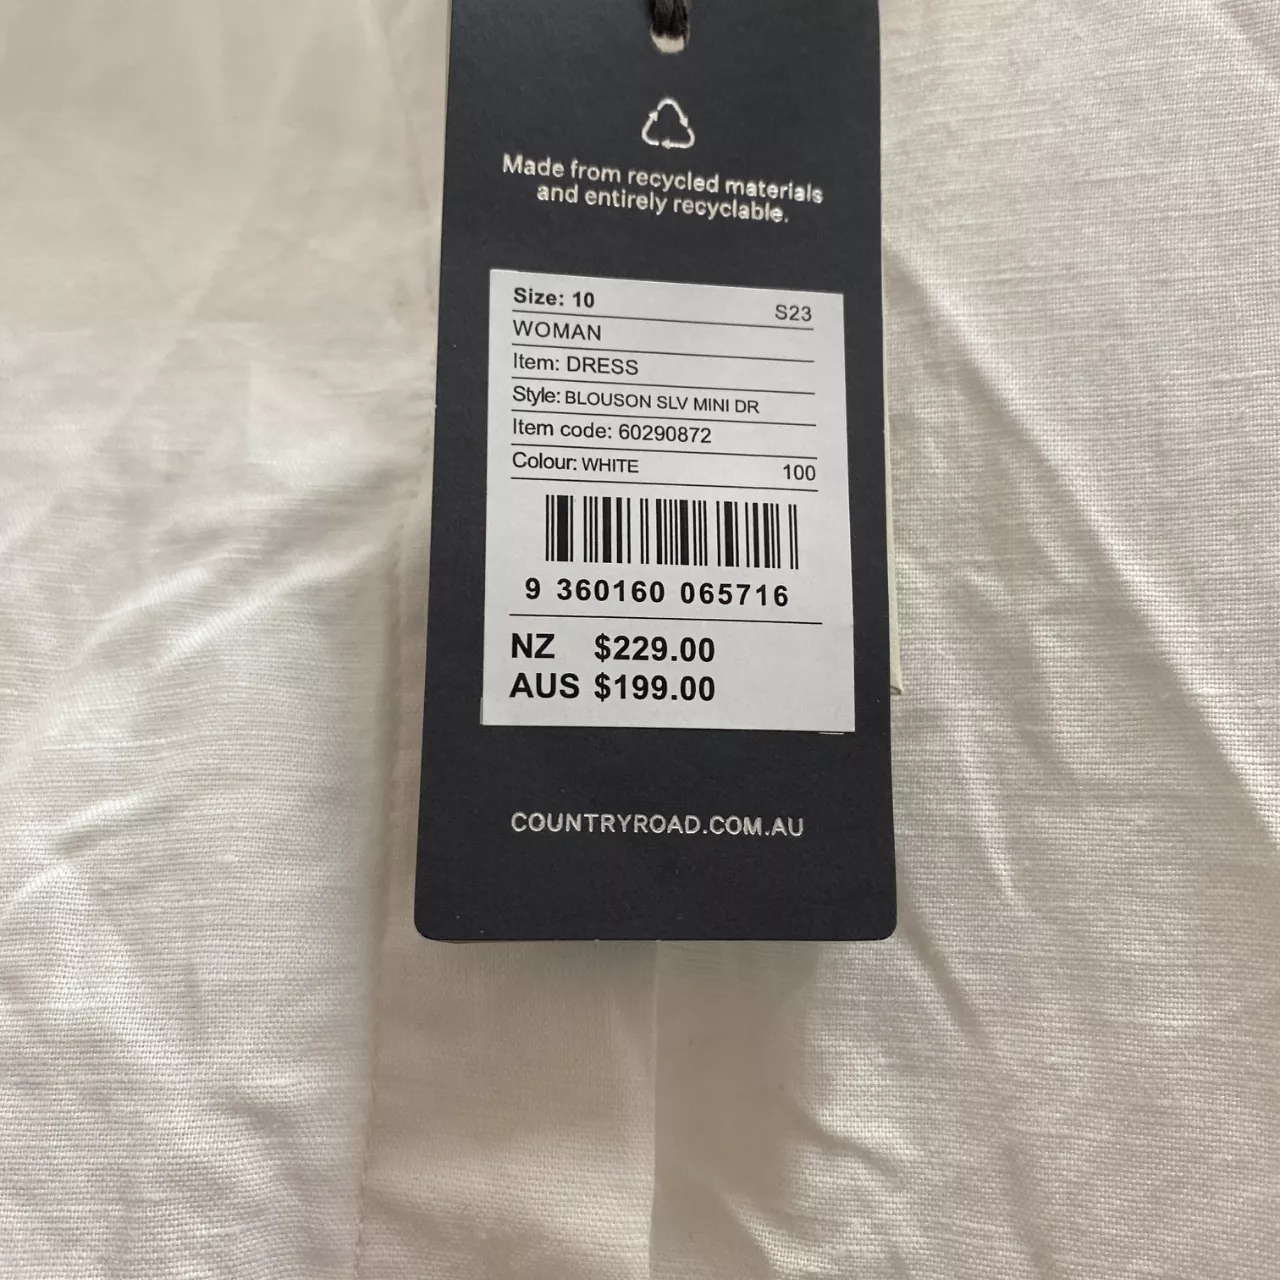 Made from recycled materials
and entirely recyclable.
Size: 10 S23
WOMAN
Item: DRESS
Style: BLOUSON SLV MINI DR
Item code: 60290872
Colour: WHITE 100
9 360160 065716
NZ $229.00
AUS $199.00
COUNTRYROAD.COM.AU